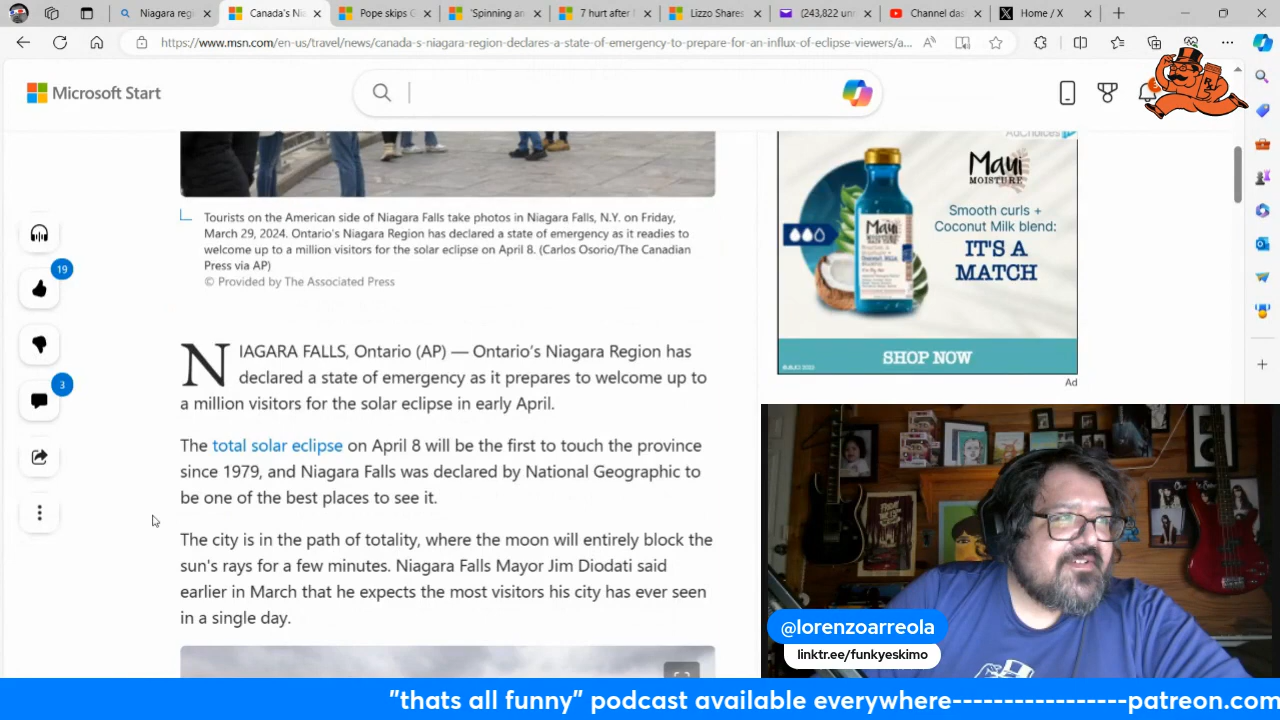 Niagara reg
Canada's Ni
Pope skips G
'Spinning an
7 hurt after
Lizzo Shares
(243,822 un
Channel das
Home / X
https://www.msn.com/en-us/travel/news/canada-s-niagara-region-declares-a-state-of-emergency-to-prepare-for-an-influx-of-eclipse-viewers/a...
Microsoft Start
AdChoices
Tourists on the American side of Niagara Falls take photos in Niagara Falls, N.Y. on Friday,
March 29, 2024. Ontario's Niagara Region has declared a state of emergency as it readies to
welcome up to a million visitors for the solar eclipse on April 8. (Carlos Osorio/The Canadian
Press via AP)
© Provided by The Associated Press
19
3
NIAGARA FALLS, Ontario (AP) — Ontario's Niagara Region has
declared a state of emergency as it prepares to welcome up to
a million visitors for the solar eclipse in early April.
The total solar eclipse on April 8 will be the first to touch the province
since 1979, and Niagara Falls was declared by National Geographic to
be one of the best places to see it.
The city is in the path of totality, where the moon will entirely block the
sun's rays for a few minutes. Niagara Falls Mayor Jim Diodati said
earlier in March that he expects the most visitors his city has ever seen
in a single day.
Maui
MOISTURE
Smooth curls +
Coconut Milk blend:
IT'S A
MATCH
Maui
SHOP NOW
Ad
@lorenzoarreola
linktr.ee/funkyeskimo
"thats all funny" podcast available everywhere-----------------patreon.com